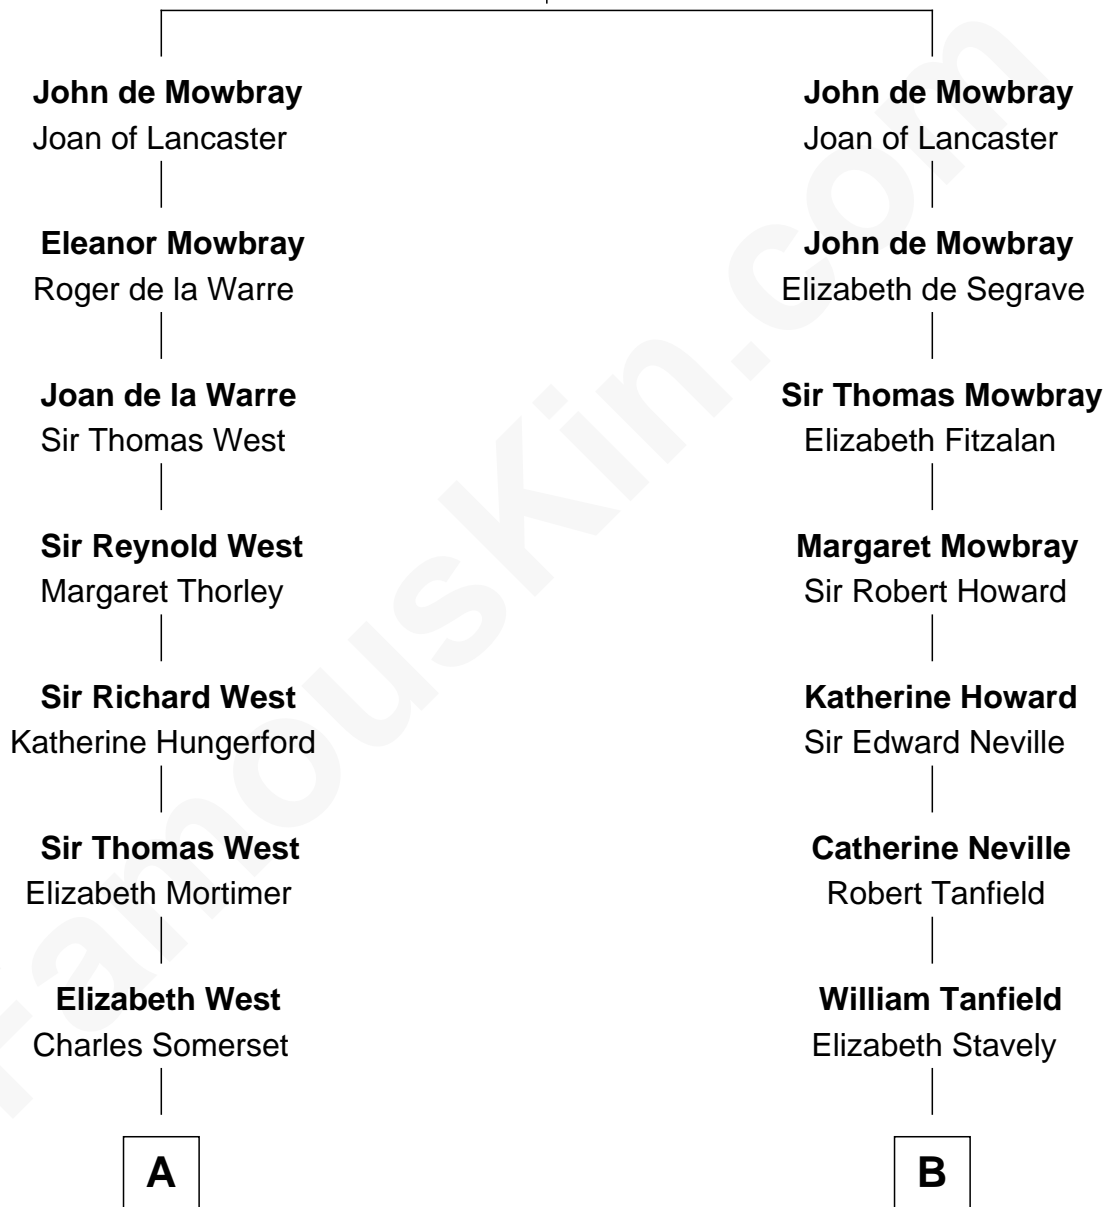 John de Mowbray
Joan of Lancaster
Eleanor Mowbray
Roger de la Warre
Joan de la Warre
Sir Thomas West
Sir Reynold West
Margaret Thorley
Sir Richard West
Katherine Hungerford
Sir Thomas West
Elizabeth Mortimer
Elizabeth West
Charles Somerset
A
John de Mowbray
Joan of Lancaster
John de Mowbray
Elizabeth de Segrave
Sir Thomas Mowbray
Elizabeth Fitzalan
Margaret Mowbray
Sir Robert Howard
Katherine Howard
Sir Edward Neville
Catherine Neville
Robert Tanfield
William Tanfield
Elizabeth Stavely
B
FamousKin.com